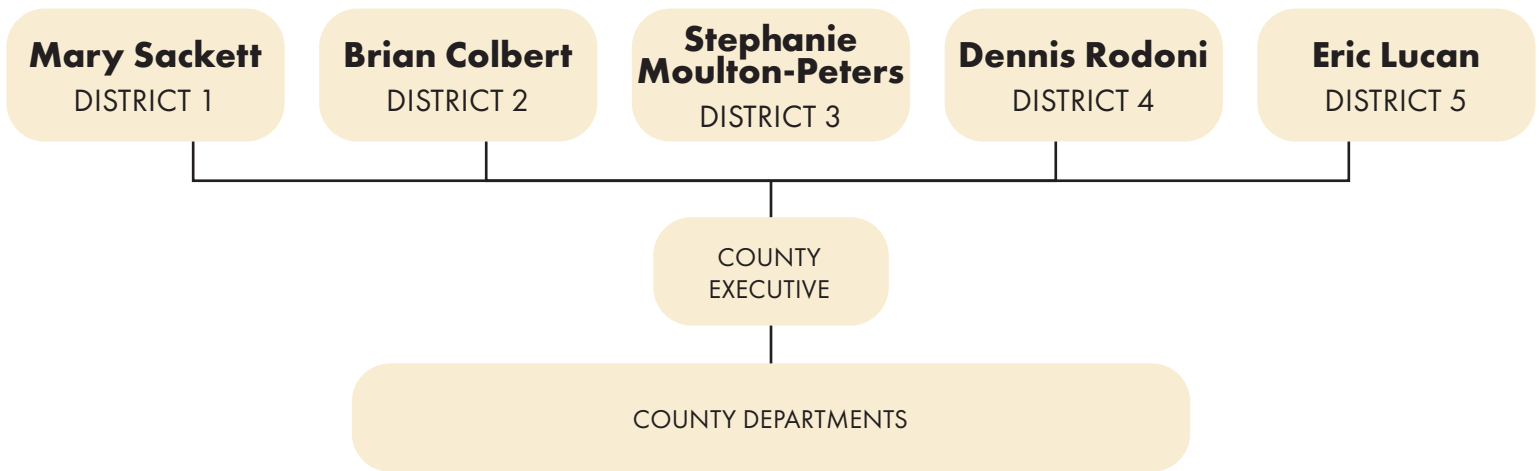 Mary Sackett
DISTRICT 1
Brian Colbert
DISTRICT 2
Stephanie
Moulton-Peters
DISTRICT 3
Dennis Rodoni
DISTRICT 4
Eric Lucan
DISTRICT 5
COUNTY
EXECUTIVE
COUNTY DEPARTMENTS